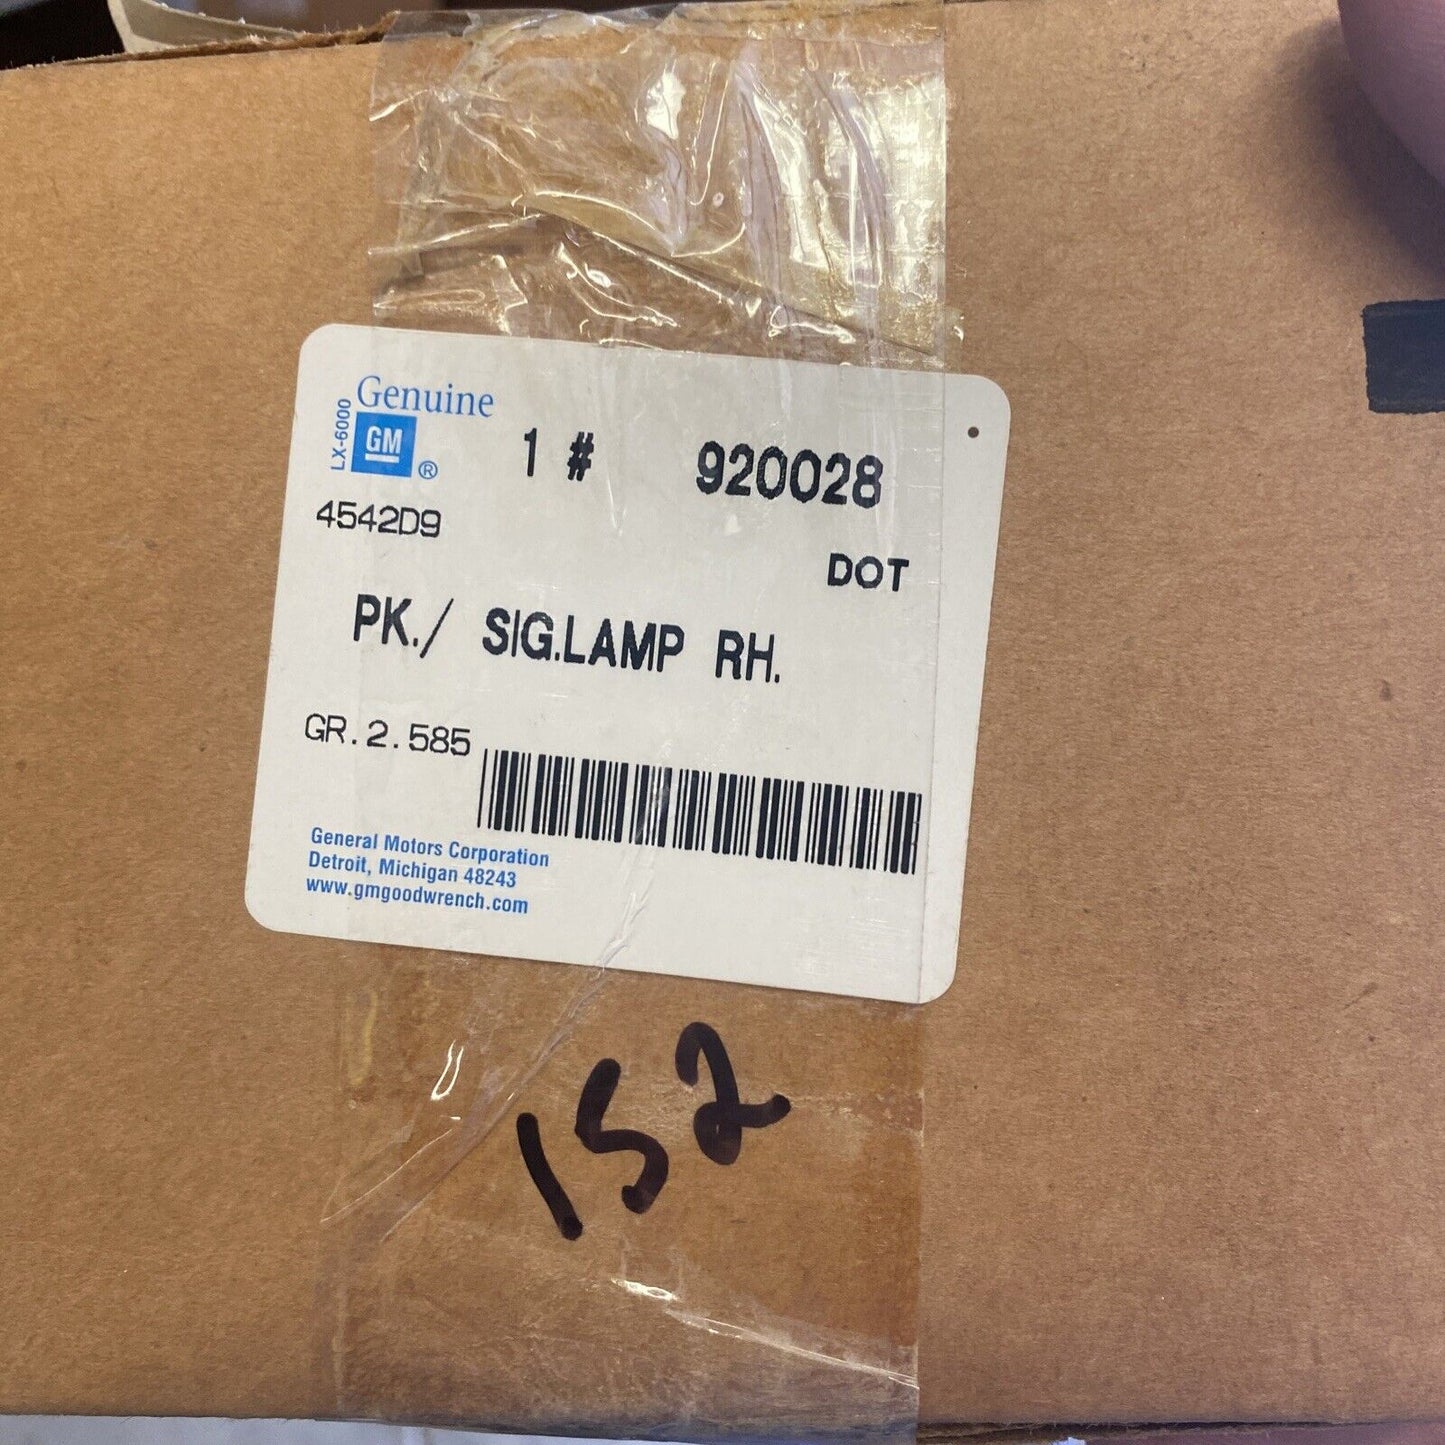 Genuine
LX-6000
GM ®
1 # 920028
4542D9
DOT
PK./ SIG.LAMP RH.
GR.2.585
General Motors Corporation
Detroit, Michigan 48243
www.gmgoodwrench.com
152